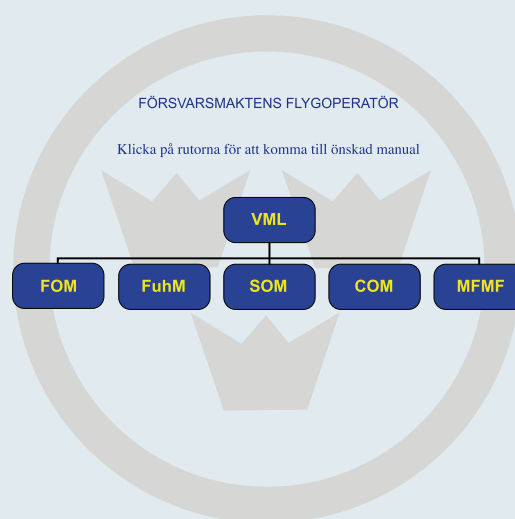 FÖRSVARSMAKTENS FLYGOPERATÖR
Klicka på rutorna för att komma till önskad manual
VML
FOM FuhM SOM COM MFMF